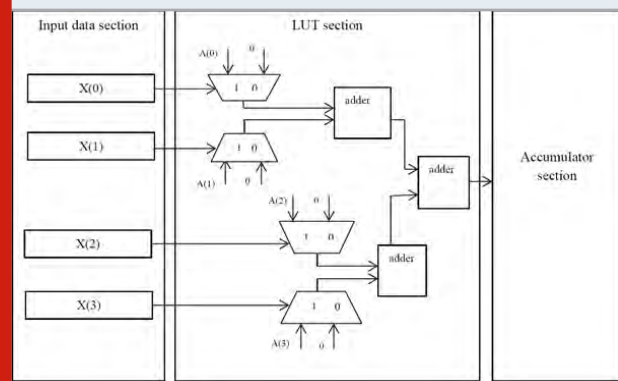 Input data section
LUT section
A(0)
0
X(0)
1 0
adder
X(1)
1 0
A(1)
0
adder
Accumulator
section
A(2)
0
X(2)
1 0
adder
X(3)
1 0
A(3)
0